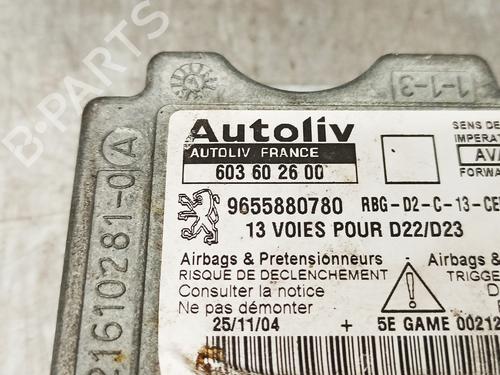 1-1-3
21610281-0 A
Autoliv
AUTOLIV FRANCE
603 60 26 00
SENS DE
AVA
FORWA
9655880780 RBG-D2-C-13-CE
13 VOIES POUR D22/D23
Airbags & Pretensionneurs
RISQUE DE DECLENCHEMENT
Consulter la notice
Ne pas démonter
Airbags &
TRIGGE
25/11/04 + 5E GAME 00212
B-PARTS